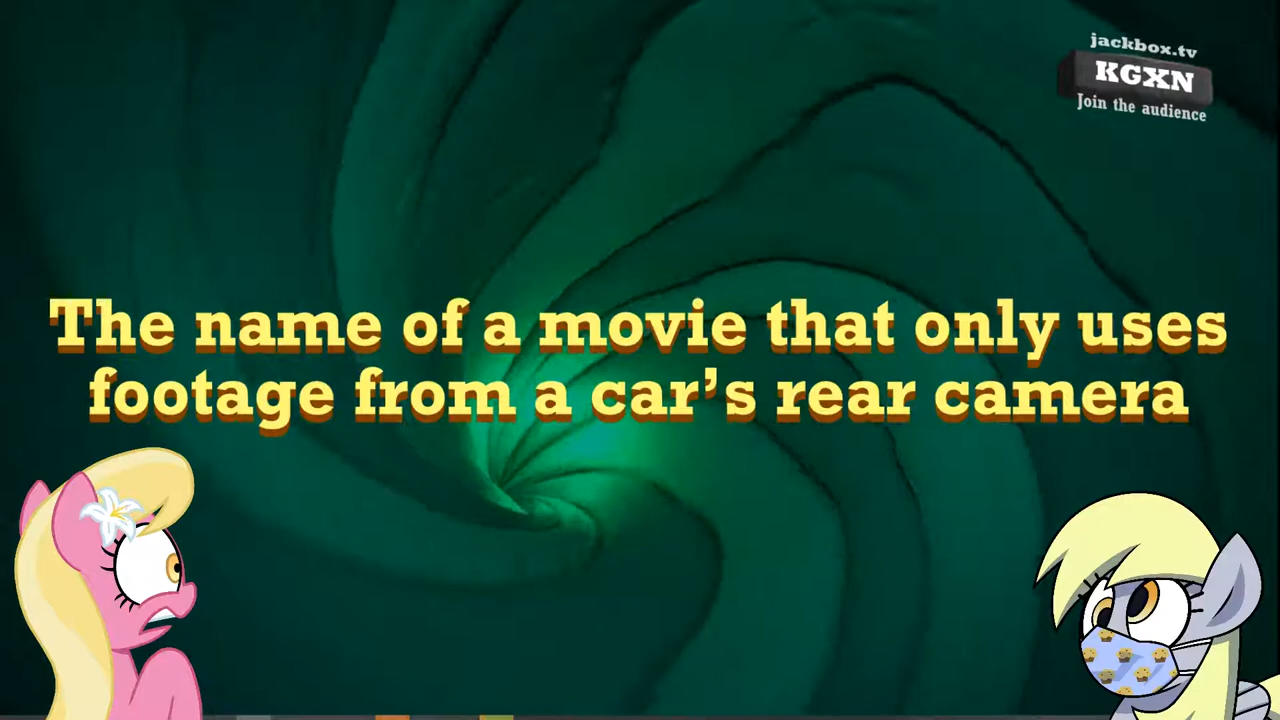 jackbox.tv
KGXN
Join the audience
The name of a movie that only uses
footage from a car’s rear camera